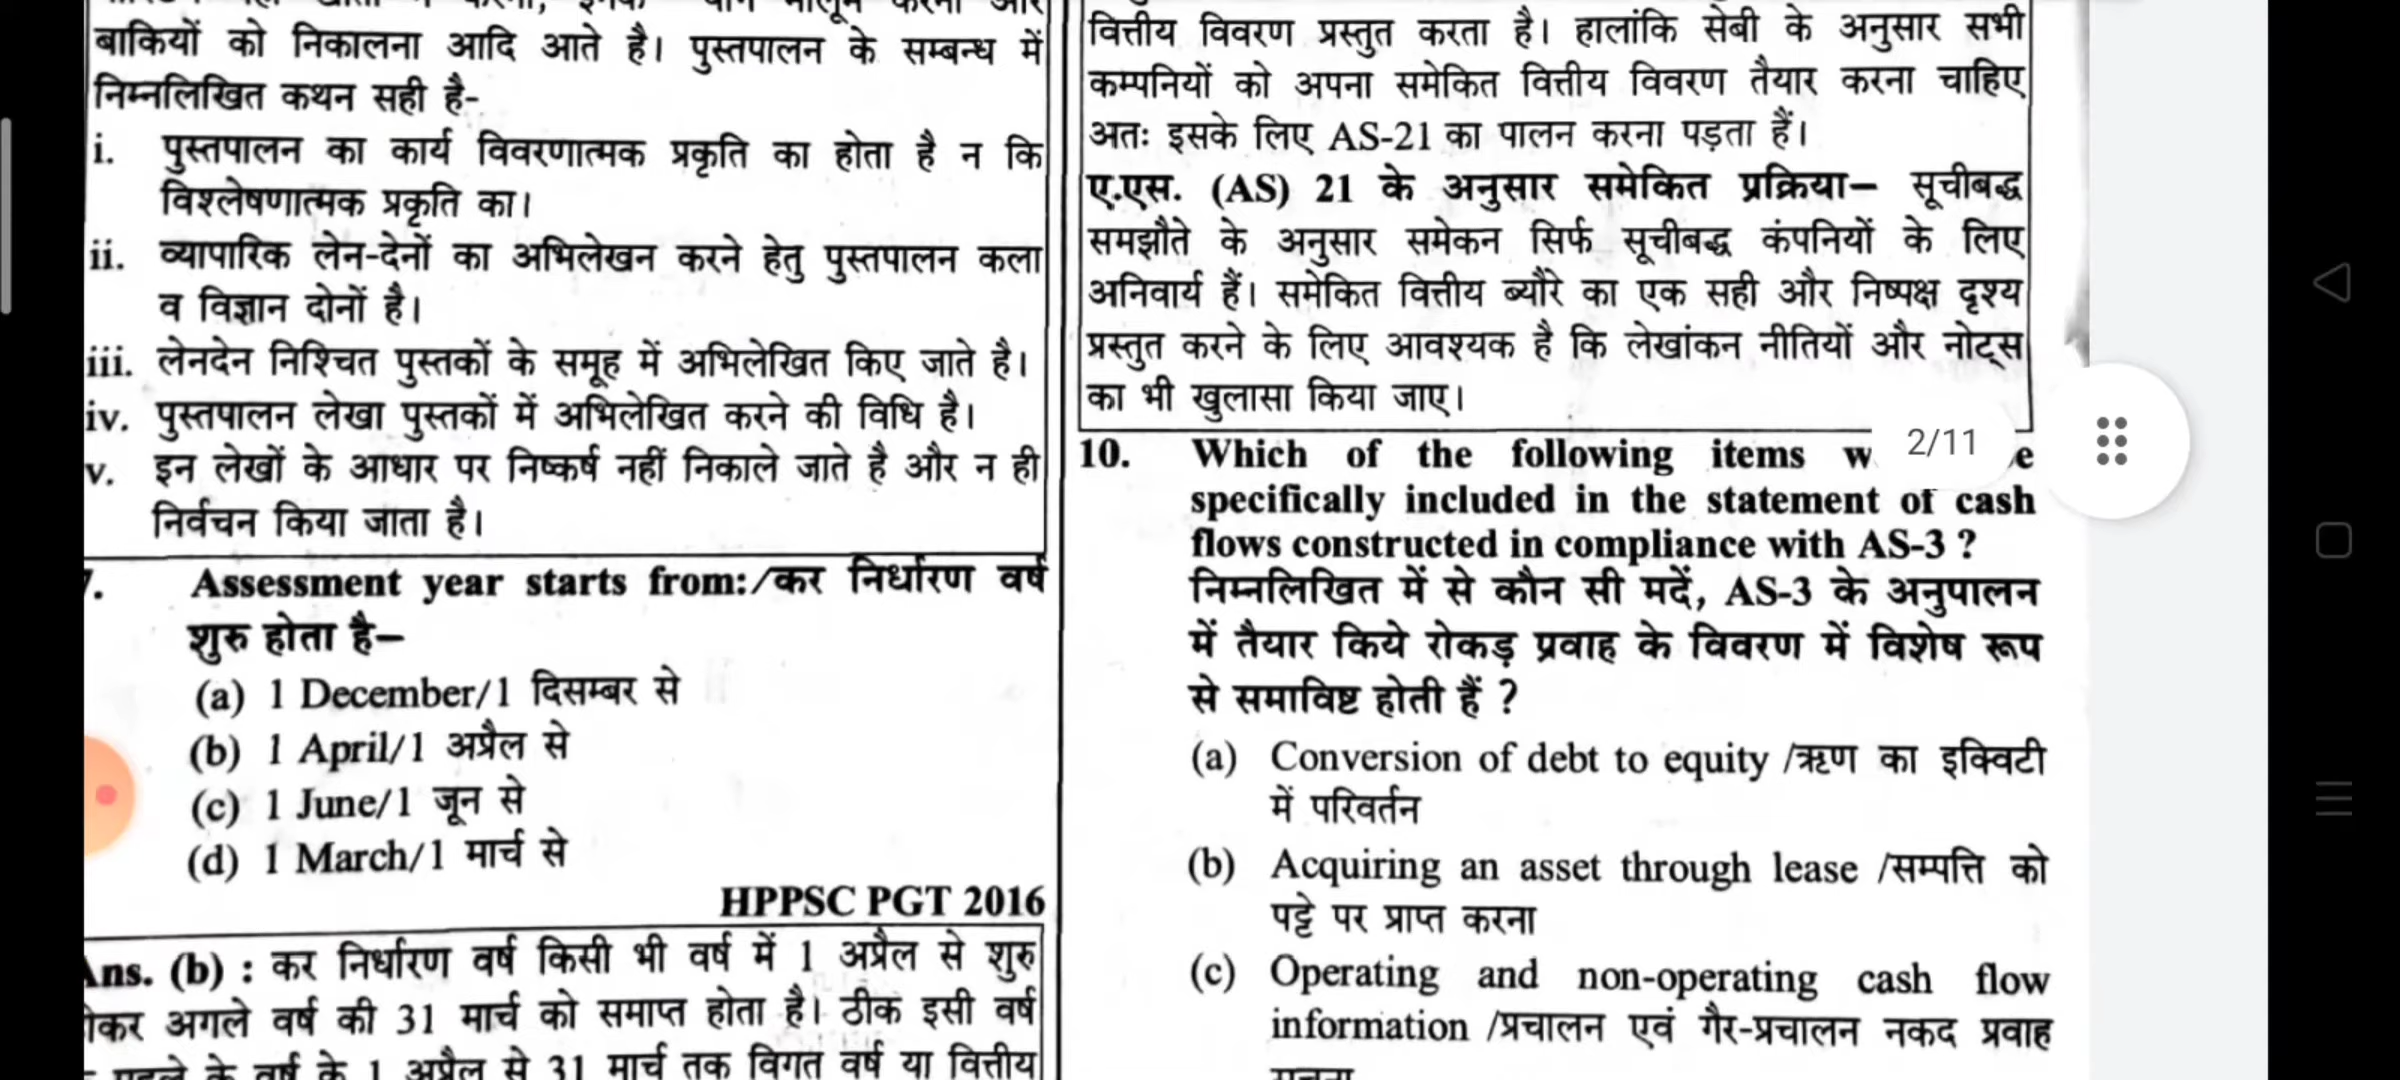 बाकियों को निकालना आदि आते है। पुस्तपालन के सम्बन्ध में
निम्नलिखित कथन सही है-
i. पुस्तपालन का कार्य विवरणात्मक प्रकृति का होता है न कि
विश्लेषणात्मक प्रकृति का।
ii. व्यापारिक लेन-देनों का अभिलेखन करने हेतु पुस्तपालन कला
व विज्ञान दोनों है।
iii. लेनदेन निश्चित पुस्तकों के समूह में अभिलेखित किए जाते है।
iv. पुस्तपालन लेखा पुस्तकों में अभिलेखित करने की विधि है।
v. इन लेखों के आधार पर निष्कर्ष नहीं निकाले जाते है और न ही
निर्वचन किया जाता है।
7. Assessment year starts from:/कर निर्धारण वर्ष
शुरु होता है–
(a) 1 December/1 दिसम्बर से
(b) 1 April/1 अप्रैल से
(c) 1 June/1 जून से
(d) 1 March/1 मार्च से
HPPSC PGT 2016
Ans. (b) : कर निर्धारण वर्ष किसी भी वर्ष में 1 अप्रैल से शुरु
अगले वर्ष की 31 मार्च को समाप्त होता है। ठीक इसी वर्ष
के वर्ष के 1 अप्रैल से 31 मार्च तक विगत वर्ष या वित्तीय
वित्तीय विवरण प्रस्तुत करता है। हालांकि सेबी के अनुसार सभी
कम्पनियों को अपना समेकित वित्तीय विवरण तैयार करना चाहिए
अतः इसके लिए AS-21 का पालन करना पड़ता हैं।
ए.एस. (AS) 21 के अनुसार समेकित प्रक्रिया– सूचीबद्ध
समझौते के अनुसार समेकन सिर्फ सूचीबद्ध कंपनियों के लिए
अनिवार्य हैं। समेकित वित्तीय ब्यौरे का एक सही और निष्पक्ष दृश्य
प्रस्तुत करने के लिए आवश्यक है कि लेखांकन नीतियों और नोट्स
का भी खुलासा किया जाए।
2/11
10. Which of the following items
specifically included in the statement of cash
flows constructed in compliance with AS-3 ?
निम्नलिखित में से कौन सी मदें, AS-3 के अनुपालन
में तैयार किये रोकड़ प्रवाह के विवरण में विशेष रूप
से समाविष्ट होती हैं ?
(a) Conversion of debt to equity /ऋण का इक्विटी
में परिवर्तन
(b) Acquiring an asset through lease /सम्पत्ति को
पट्टे पर प्राप्त करना
(c) Operating and non-operating cash flow
information /प्रचालन एवं गैर-प्रचालन नकद प्रवाह